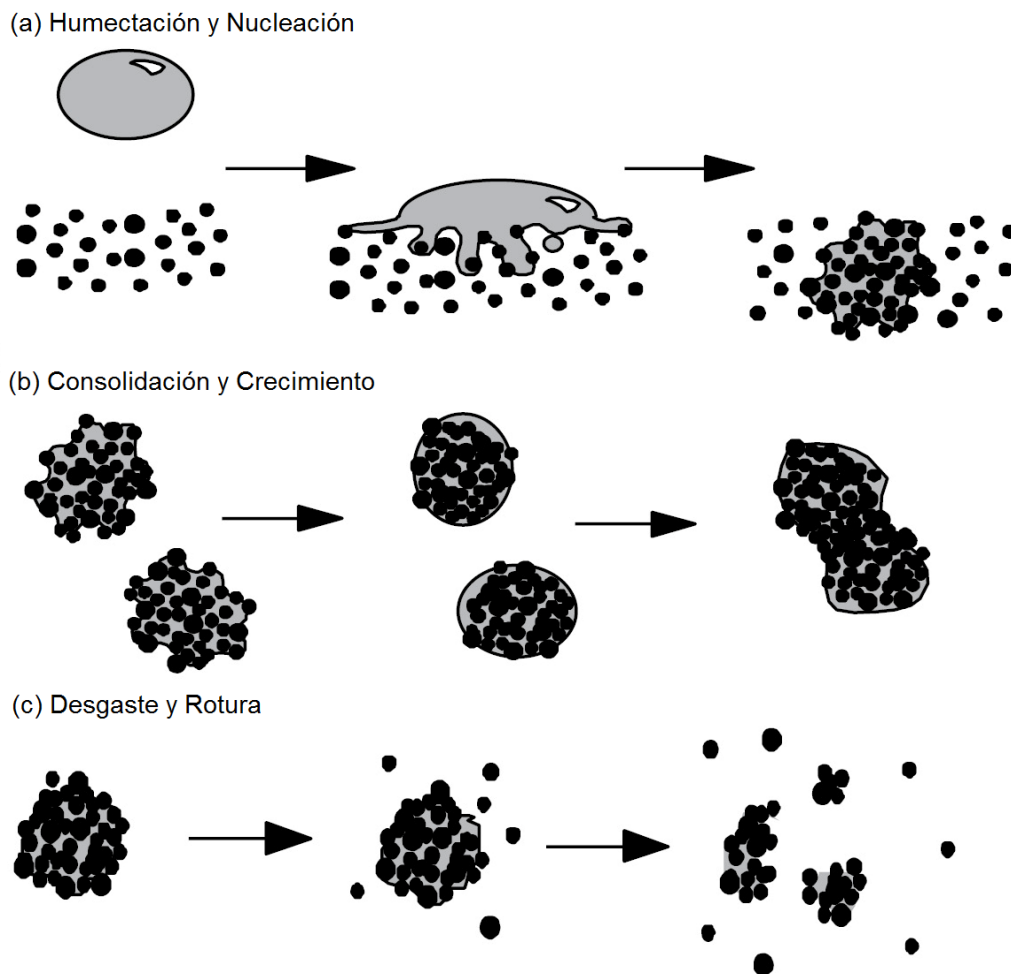 (a) Humectación y Nucleación
(b) Consolidación y Crecimiento
(c) Desgaste y Rotura